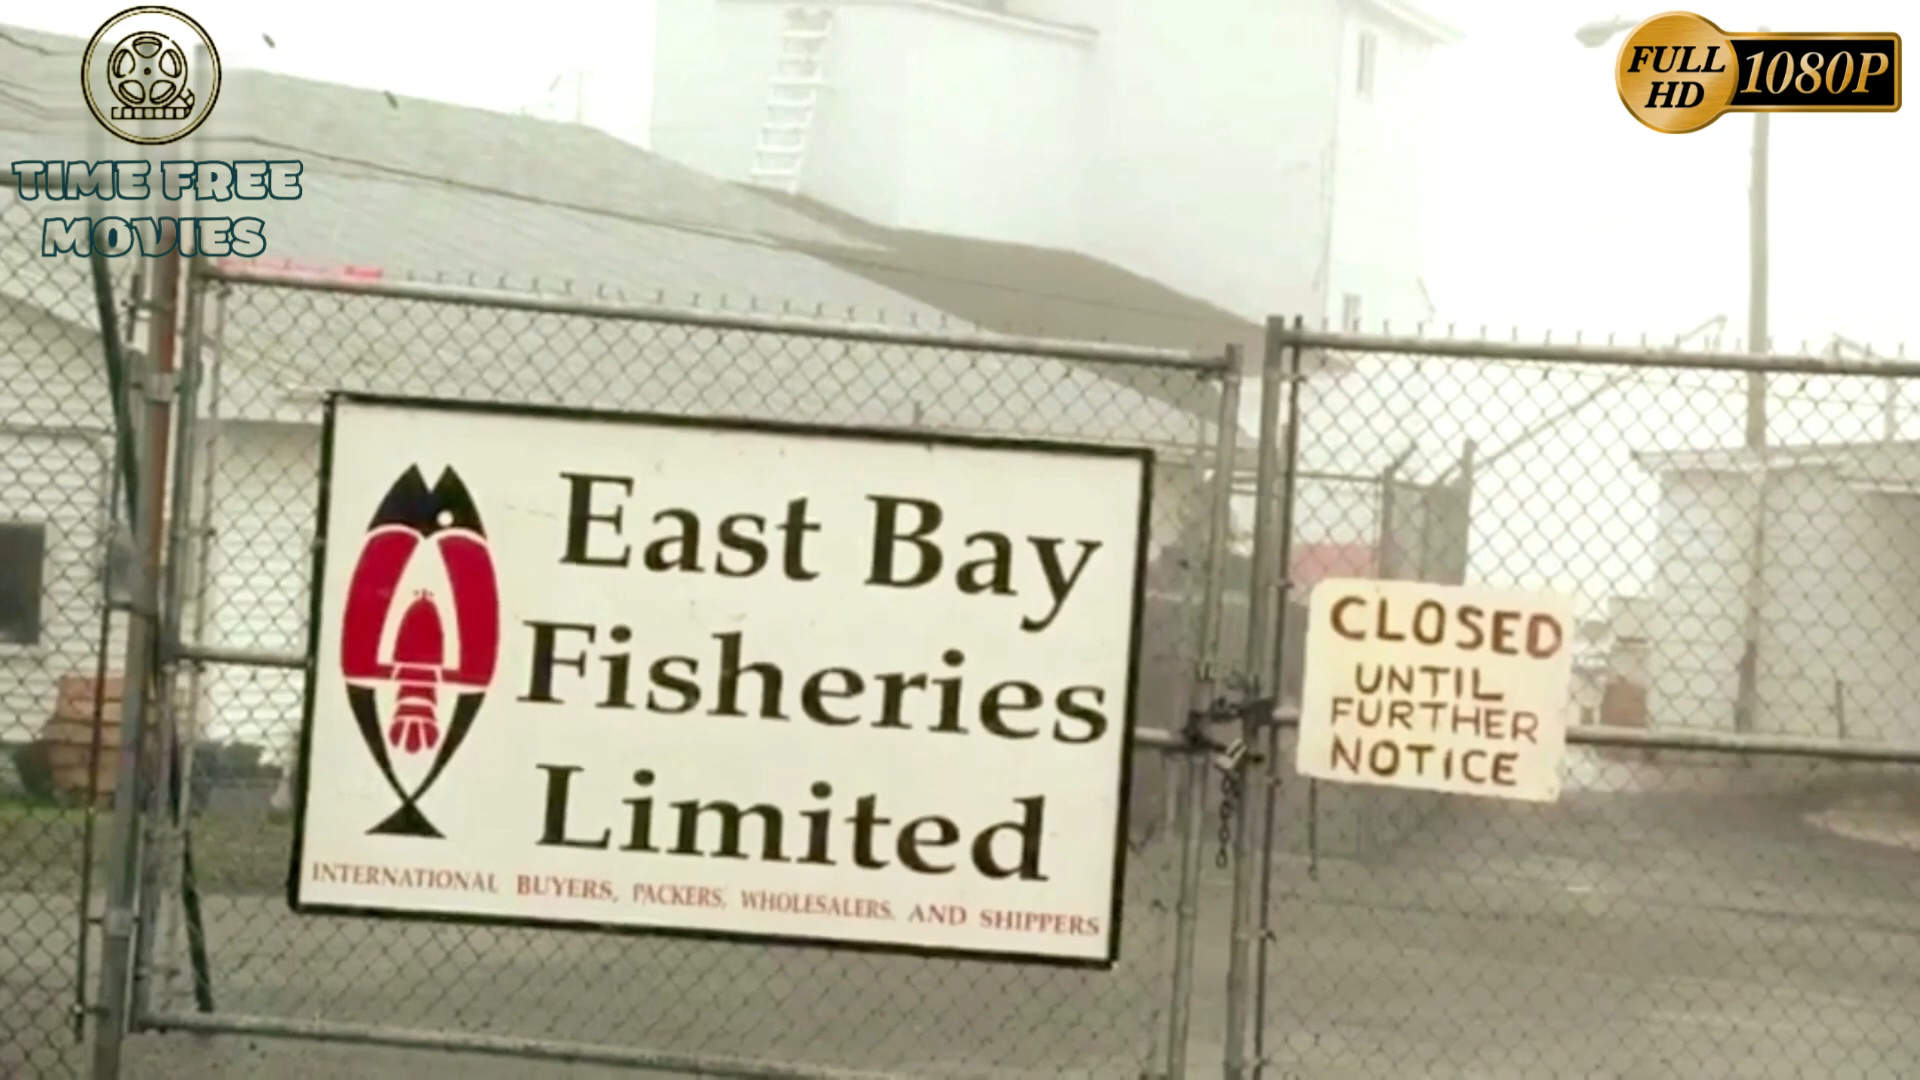 TIME FREE
MOVIES
FULL
HD
1080P
East Bay
Fisheries
Limited
INTERNATIONAL BUYERS, PACKERS, WHOLESALERS, AND SHIPPERS
CLOSED
UNTIL
FURTHER
NOTICE